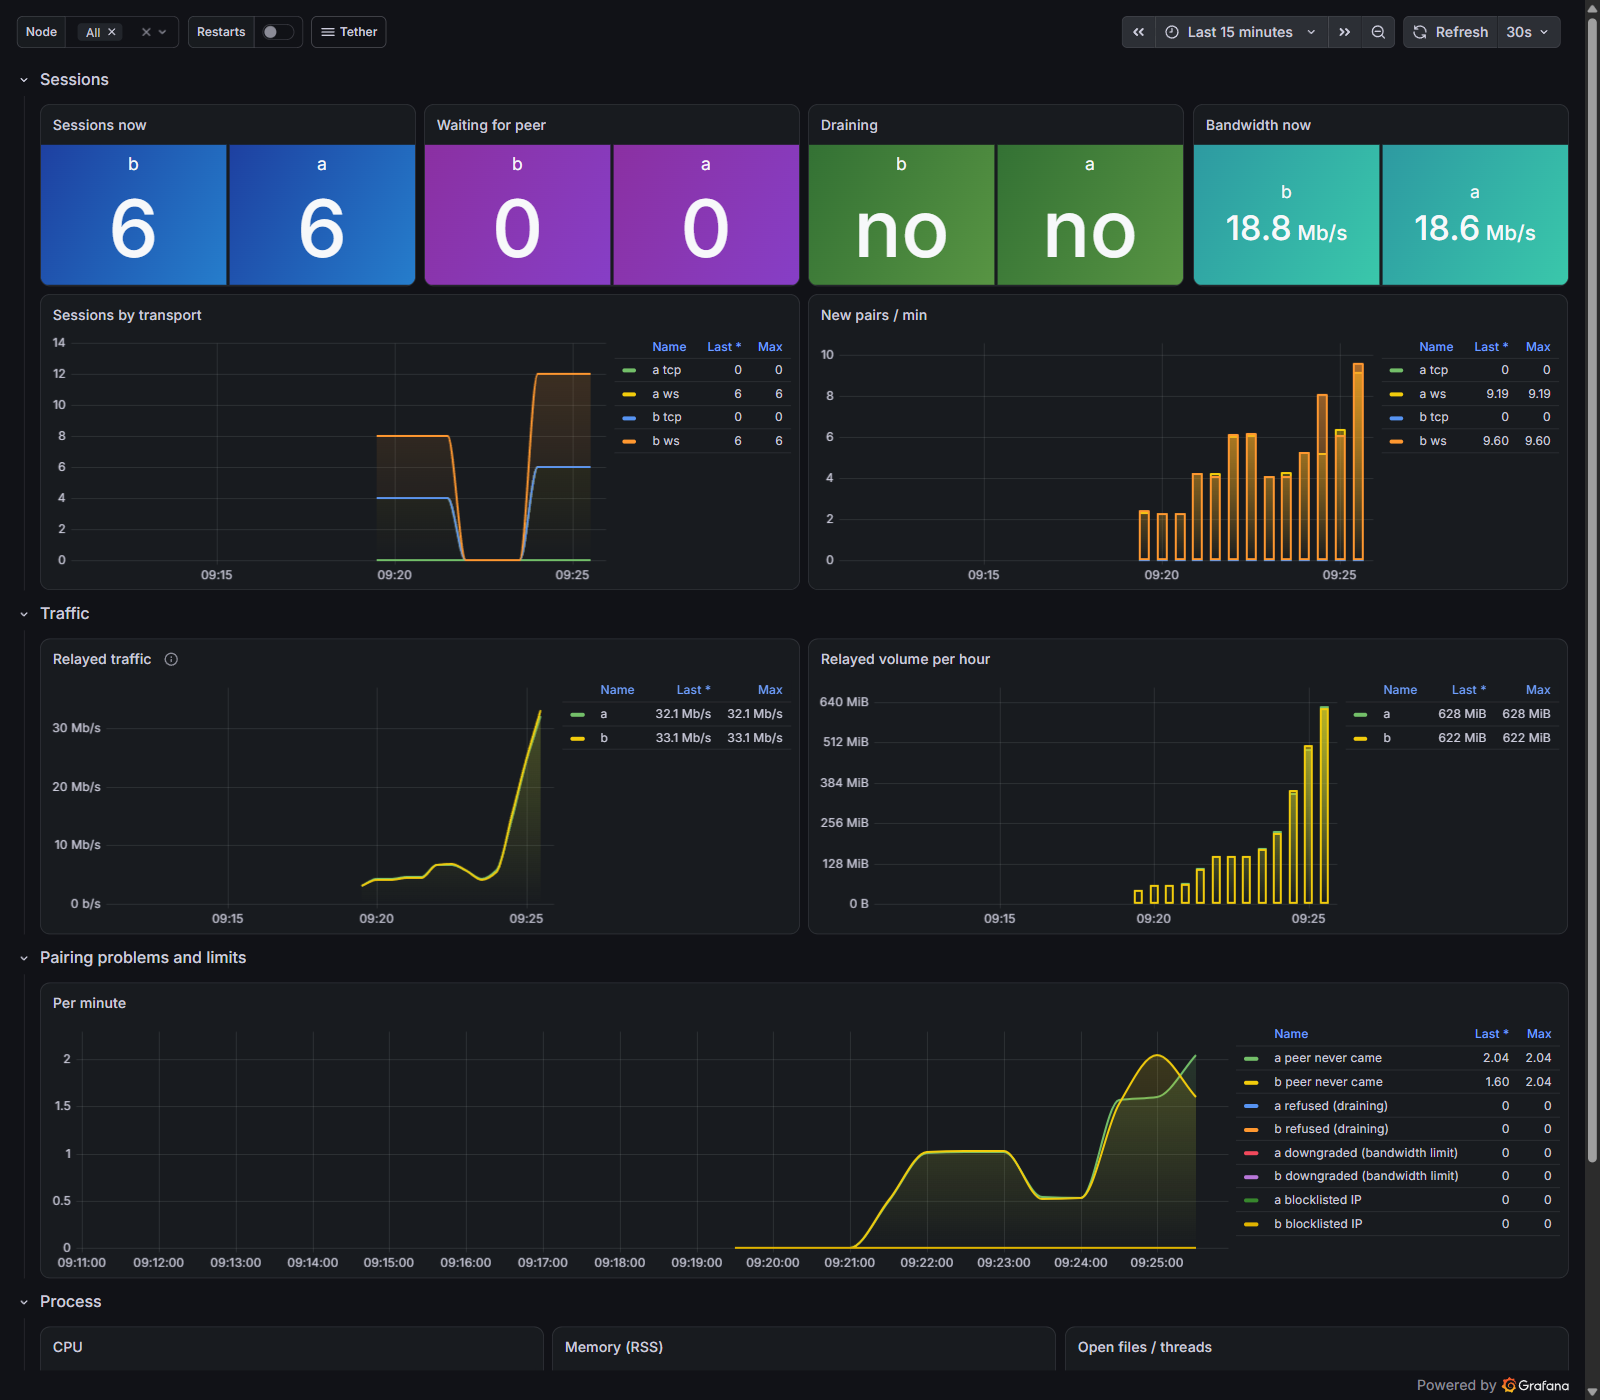 Node All Restarts Tether Last 15 minutes Refresh 30s
Sessions
Sessions now Waiting for peer Draining Bandwidth now
b a b a b a b a
6 6 0 0 no no 18.8 Mb/s 18.6 Mb/s
Sessions by transport
14
12
10
8
6
4
2
0
09:15 09:20 09:25
Name Last * Max
a tcp 0 0
a ws 6 6
b tcp 0 0
b ws 6 6
New pairs / min
10
8
6
4
2
0
09:15 09:20 09:25
Name Last * Max
a tcp 0 0
a ws 9.19 9.19
b tcp 0 0
b ws 9.60 9.60
Traffic
Relayed traffic
30 Mb/s
20 Mb/s
10 Mb/s
0 b/s
09:15 09:20 09:25
Name Last * Max
a 32.1 Mb/s 32.1 Mb/s
b 33.1 Mb/s 33.1 Mb/s
Relayed volume per hour
640 MiB
512 MiB
384 MiB
256 MiB
128 MiB
0 B
09:15 09:20 09:25
Name Last * Max
a 628 MiB 628 MiB
b 622 MiB 622 MiB
Pairing problems and limits
Per minute
2
1.5
1
0.5
0
09:11:00 09:12:00 09:13:00 09:14:00 09:15:00 09:16:00 09:17:00 09:18:00 09:19:00 09:20:00 09:21:00 09:22:00 09:23:00 09:24:00 09:25:00
Name Last * Max
a peer never came 2.04 2.04
b peer never came 1.60 2.04
a refused (draining) 0 0
b refused (draining) 0 0
a downgraded (bandwidth limit) 0 0
b downgraded (bandwidth limit) 0 0
a blocklisted IP 0 0
b blocklisted IP 0 0
Process
CPU Memory (RSS) Open files / threads
Powered by Grafana